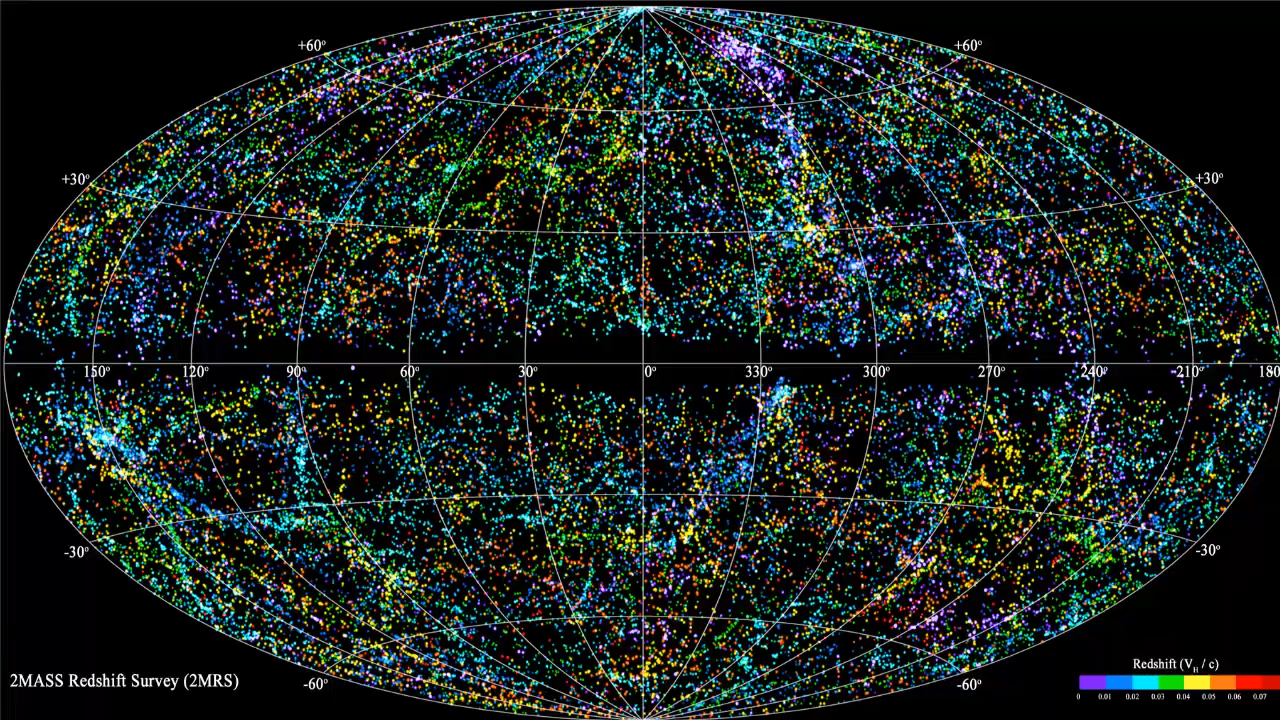 +60° +60°
+30° +30°
150° 120° 90° 60° 30° 0° 330° 300° 270° 240° 210° 180
-30° -30°
-60° -60°
2MASS Redshift Survey (2MRS)
Redshift (V_H / c)
0 0.01 0.02 0.03 0.04 0.05 0.06 0.07